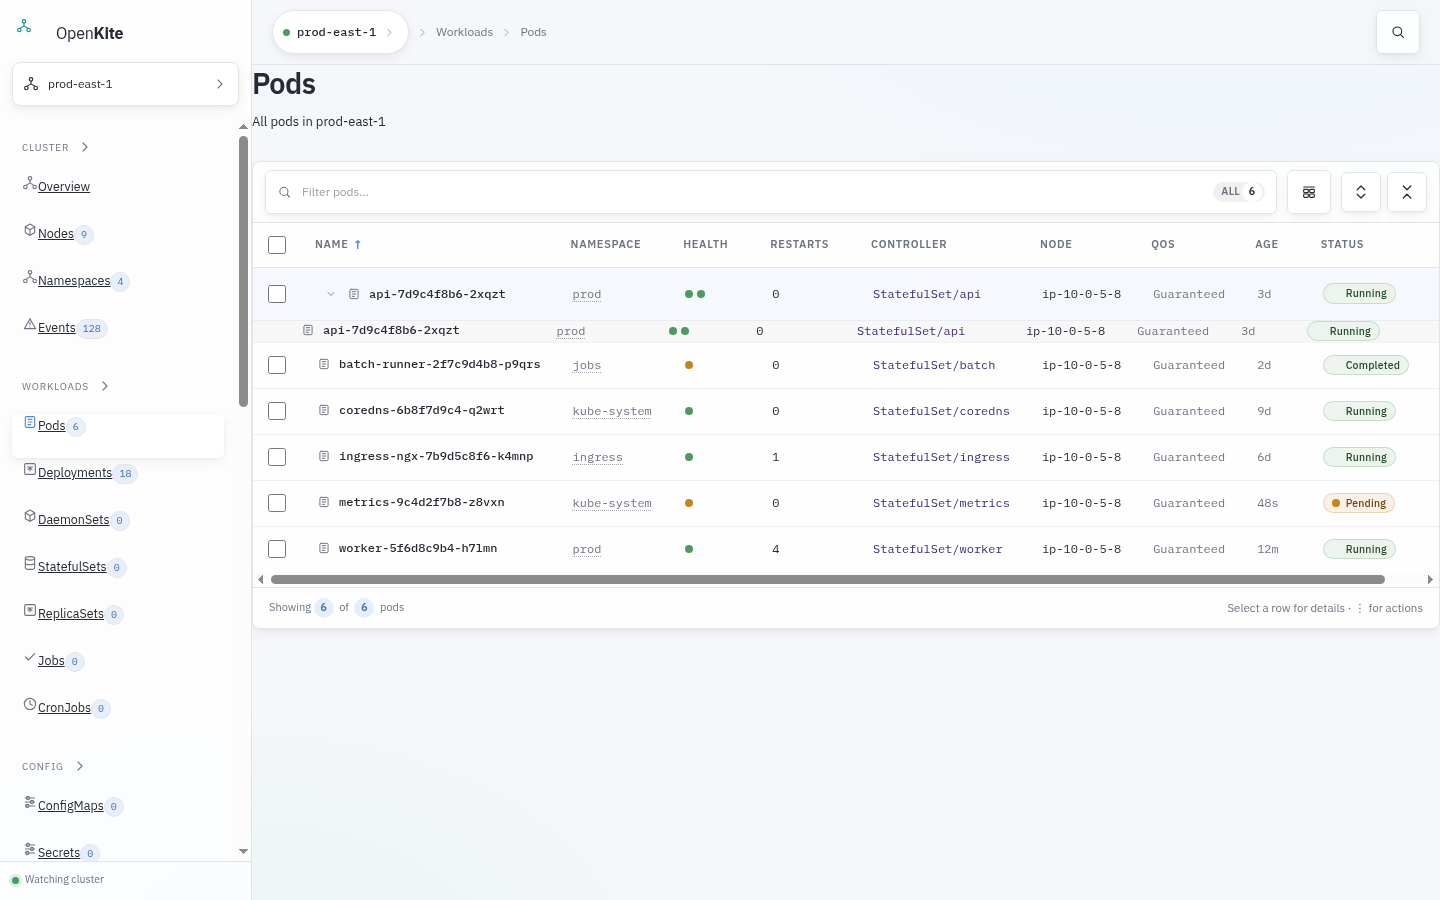 OpenKite
prod-east-1
CLUSTER
Overview
Nodes 9
Namespaces 4
Events 128
WORKLOADS
Pods 6
Deployments 18
DaemonSets 0
StatefulSets 0
ReplicaSets 0
Jobs 0
CronJobs 0
CONFIG
ConfigMaps 0
Secrets 0
Watching cluster
prod-east-1 Workloads Pods
Pods
All pods in prod-east-1
Filter pods... ALL 6
NAME ↑ NAMESPACE HEALTH RESTARTS CONTROLLER NODE QOS AGE STATUS
api-7d9c4f8b6-2xqzt prod 0 StatefulSet/api ip-10-0-5-8 Guaranteed 3d Running
api-7d9c4f8b6-2xqzt prod 0 StatefulSet/api ip-10-0-5-8 Guaranteed 3d Running
batch-runner-2f7c9d4b8-p9qrs jobs 0 StatefulSet/batch ip-10-0-5-8 Guaranteed 2d Completed
coredns-6b8f7d9c4-q2wrt kube-system 0 StatefulSet/coredns ip-10-0-5-8 Guaranteed 9d Running
ingress-ngx-7b9d5c8f6-k4mnp ingress 1 StatefulSet/ingress ip-10-0-5-8 Guaranteed 6d Running
metrics-9c4d2f7b8-z8vxn kube-system 0 StatefulSet/metrics ip-10-0-5-8 Guaranteed 48s Pending
worker-5f6d8c9b4-h7lmn prod 4 StatefulSet/worker ip-10-0-5-8 Guaranteed 12m Running
Showing 6 of 6 pods
Select a row for details · ⋮ for actions